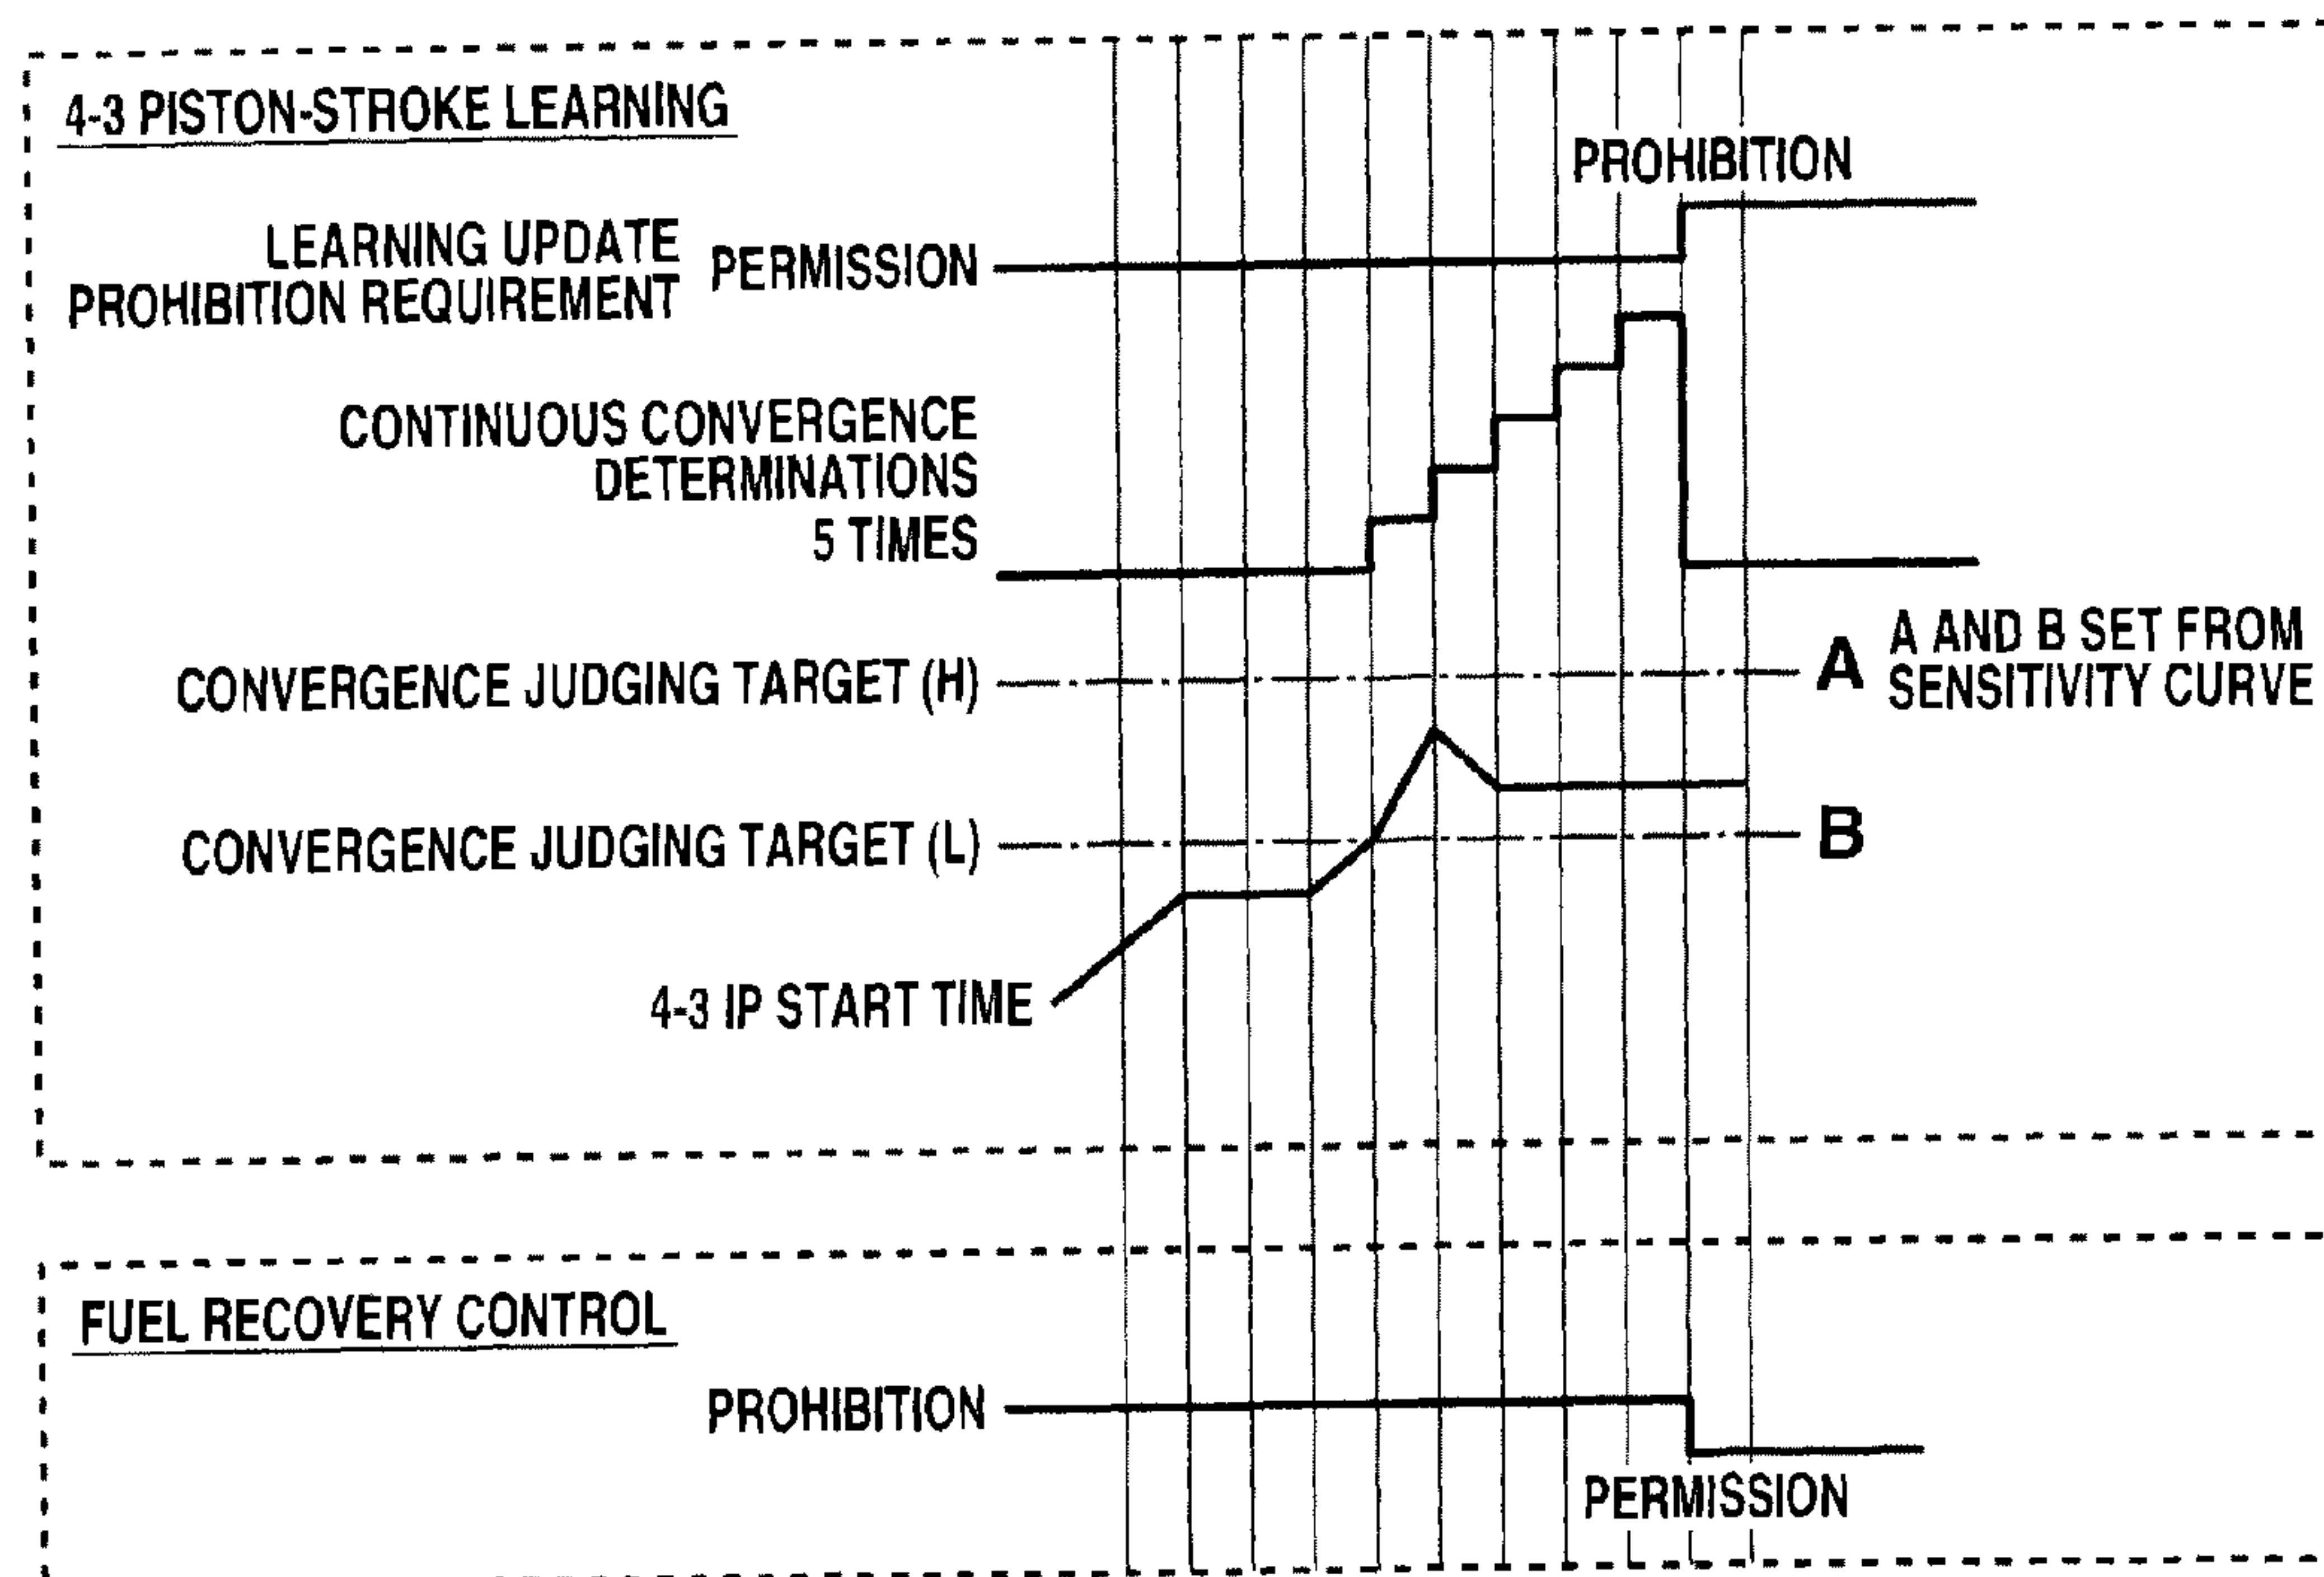 4-3 PISTON-STROKE LEARNING
PROHIBITION
LEARNING UPDATE
PROHIBITION REQUIREMENT
PERMISSION
CONTINUOUS CONVERGENCE
DETERMINATIONS
5 TIMES
CONVERGENCE JUDGING TARGET (H)
A
A AND B SET FROM
SENSITIVITY CURVE
CONVERGENCE JUDGING TARGET (L)
B
4-3 IP START TIME
FUEL RECOVERY CONTROL
PROHIBITION
PERMISSION